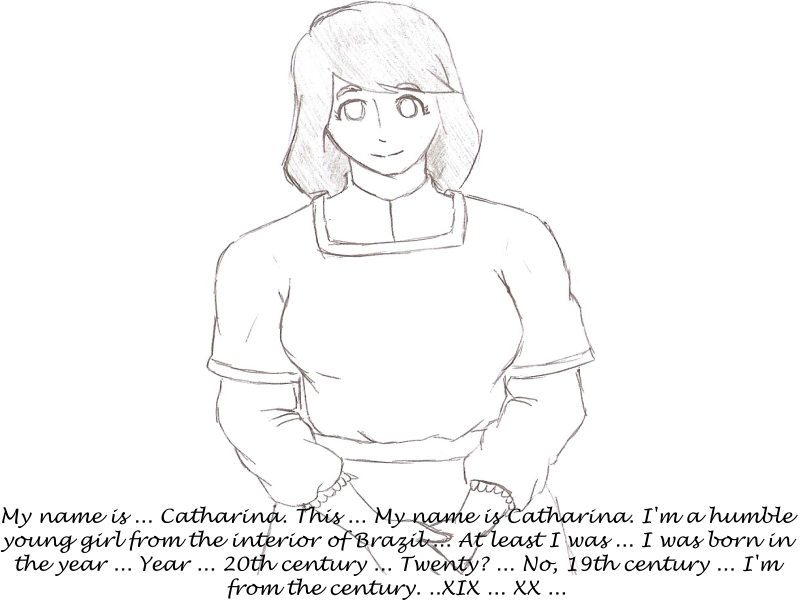 My name is ... Catharina. This ... My name is Catharina. I'm a humble
young girl from the interior of Brazil ... At least I was ... I was born in
the year ... Year ... 20th century ... Twenty? ... No, 19th century ... I'm
from the century. ..XIX ... XX ...